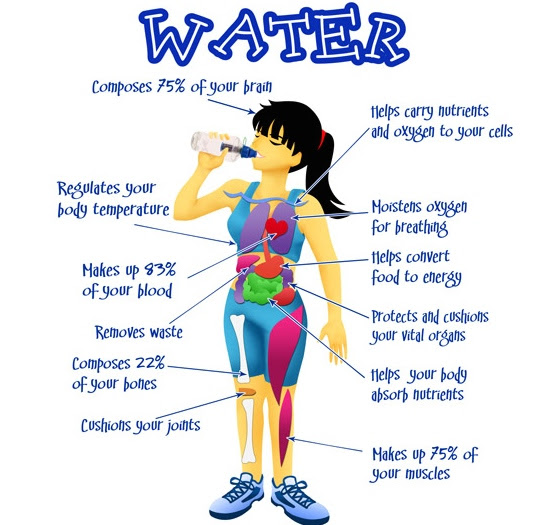 WATER
Composes 75% of your brain
Helps carry nutrients
and oxygen to your cells
Regulates your
body temperature
Moistens oxygen
for breathing
Makes up 83%
of your blood
Helps convert
food to energy
Removes waste
Protects and cushions
your vital organs
Composes 22%
of your bones
Helps your body
absorb nutrients
Cushions your joints
Makes up 75% of
your muscles